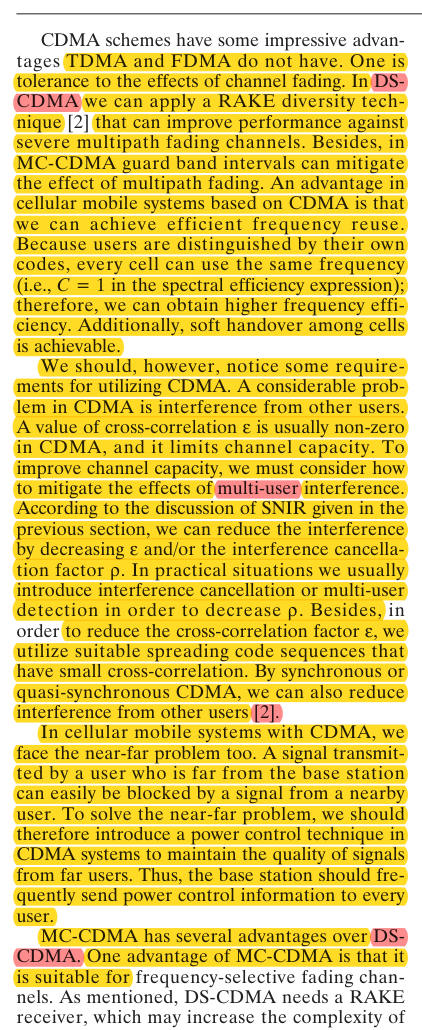 CDMA schemes have some impressive advan-
tages TDMA and FDMA do not have. One is
tolerance to the effects of channel fading. In DS-
CDMA we can apply a RAKE diversity tech-
nique [2] that can improve performance against
severe multipath fading channels. Besides, in
MC-CDMA guard band intervals can mitigate
the effect of multipath fading. An advantage in
cellular mobile systems based on CDMA is that
we can achieve efficient frequency reuse.
Because users are distinguished by their own
codes, every cell can use the same frequency
(i.e., C = 1 in the spectral efficiency expression);
therefore, we can obtain higher frequency effi-
ciency. Additionally, soft handover among cells
is achievable.
We should, however, notice some require-
ments for utilizing CDMA. A considerable prob-
lem in CDMA is interference from other users.
A value of cross-correlation ε is usually non-zero
in CDMA, and it limits channel capacity. To
improve channel capacity, we must consider how
to mitigate the effects of multi-user interference.
According to the discussion of SNIR given in the
previous section, we can reduce the interference
by decreasing ε and/or the interference cancella-
tion factor ρ. In practical situations we usually
introduce interference cancellation or multi-user
detection in order to decrease ρ. Besides, in
order to reduce the cross-correlation factor ε, we
utilize suitable spreading code sequences that
have small cross-correlation. By synchronous or
quasi-synchronous CDMA, we can also reduce
interference from other users [2].
In cellular mobile systems with CDMA, we
face the near-far problem too. A signal transmit-
ted by a user who is far from the base station
can easily be blocked by a signal from a nearby
user. To solve the near-far problem, we should
therefore introduce a power control technique in
CDMA systems to maintain the quality of signals
from far users. Thus, the base station should fre-
quently send power control information to every
user.
MC-CDMA has several advantages over DS-
CDMA. One advantage of MC-CDMA is that it
is suitable for frequency-selective fading chan-
nels. As mentioned, DS-CDMA needs a RAKE
receiver, which may increase the complexity of